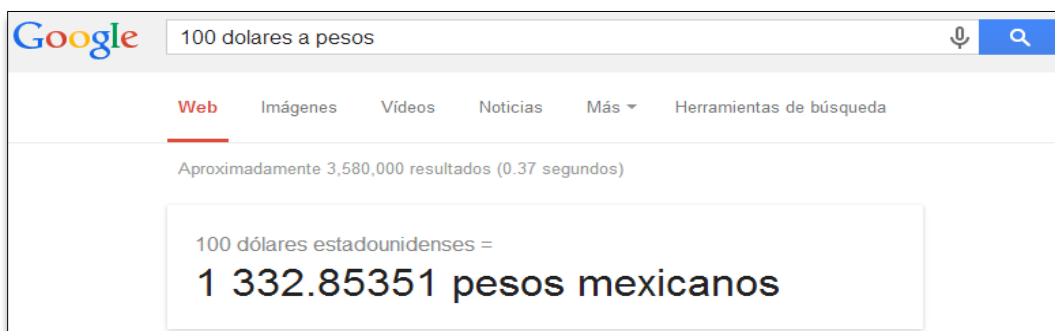 Google 100 dolares a pesos
Web Imágenes Vídeos Noticias Más Herramientas de búsqueda
Aproximadamente 3,580,000 resultados (0.37 segundos)
100 dólares estadounidenses =
1 332.85351 pesos mexicanos